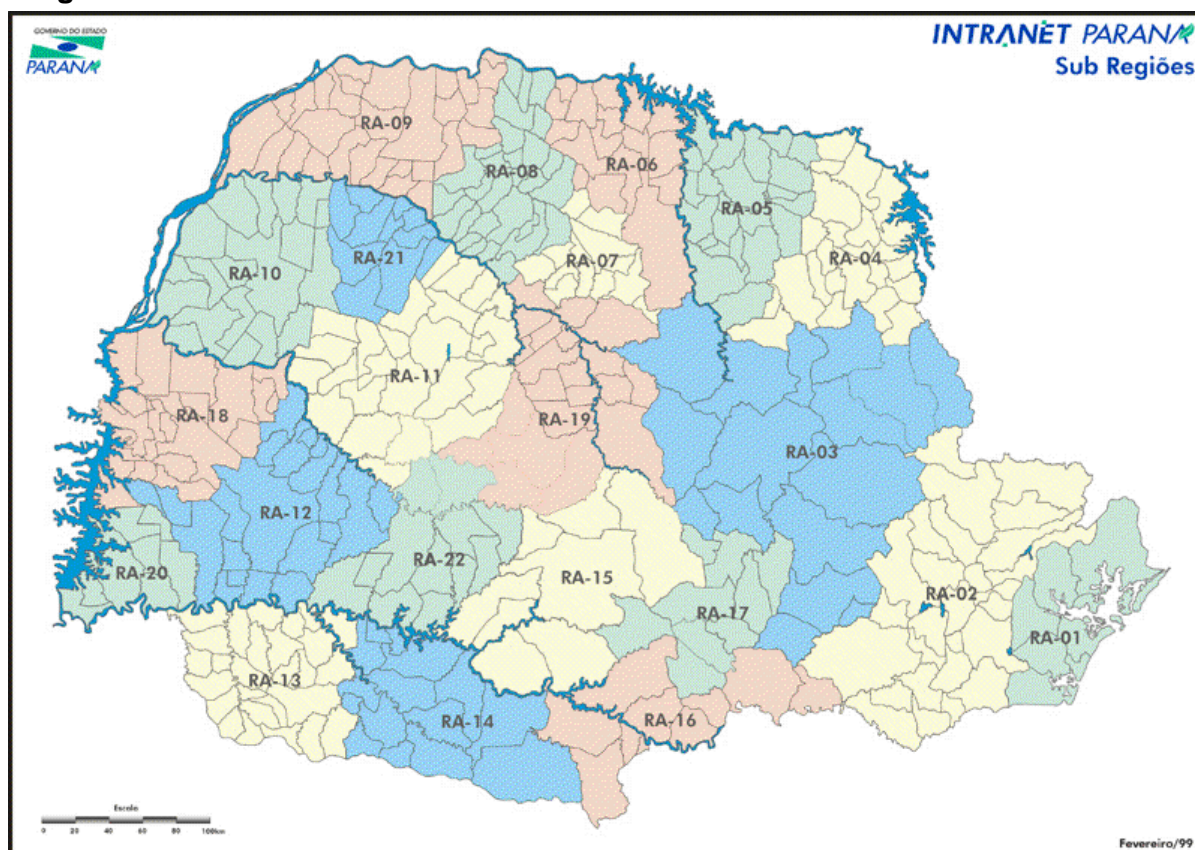 GOVERNO DO ESTADO
PARANÁ
INTRANET PARANÁ
Sub Regiões
RA-09
RA-08
RA-06
RA-05
RA-04
RA-10
RA-21
RA-07
RA-11
RA-18
RA-19
RA-03
RA-12
RA-22
RA-20
RA-15
RA-17
RA-02
RA-01
RA-13
RA-14
RA-16
Escala
0 20 40 60 80 100km
Fevereiro/99